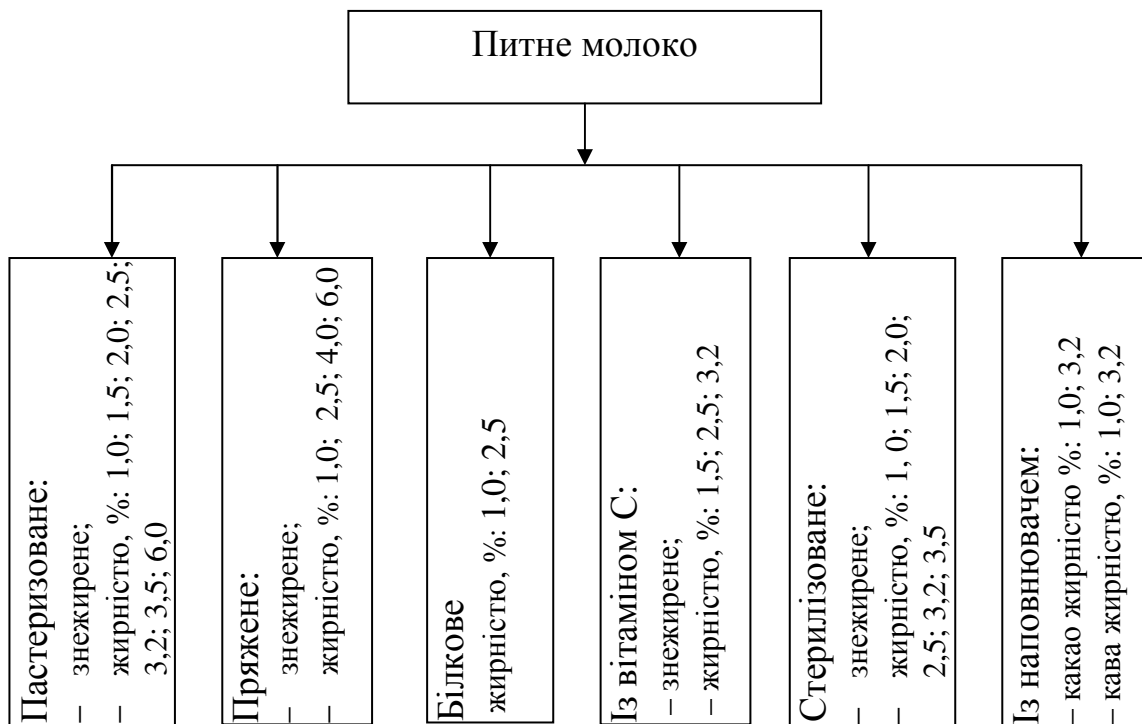 Питне молоко
Пастеризоване:
– знежирене;
– жирністю, %: 1,0; 1,5; 2,0; 2,5;
3,2; 3,5; 6,0
Пряжене:
– знежирене;
– жирністю, %: 1,0; 2,5; 4,0; 6,0
Білкове
жирністю, %: 1,0; 2,5
Із вітаміном С:
– знежирене;
– жирністю, %: 1,5; 2,5; 3,2
Стерилізоване:
– знежирене;
– жирністю, %: 1, 0; 1,5; 2,0;
2,5; 3,2; 3,5
Із наповнювачем:
– какао жирністю %: 1,0; 3,2
– кава жирністю, %: 1,0; 3,2